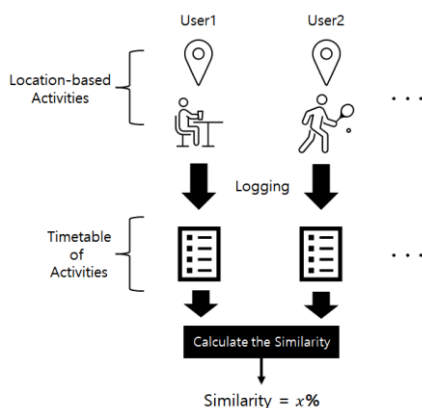 User1
User2
Location-based
Activities
. . .
Logging
Timetable
of
Activities
. . .
Calculate the Similarity
Similarity = x%